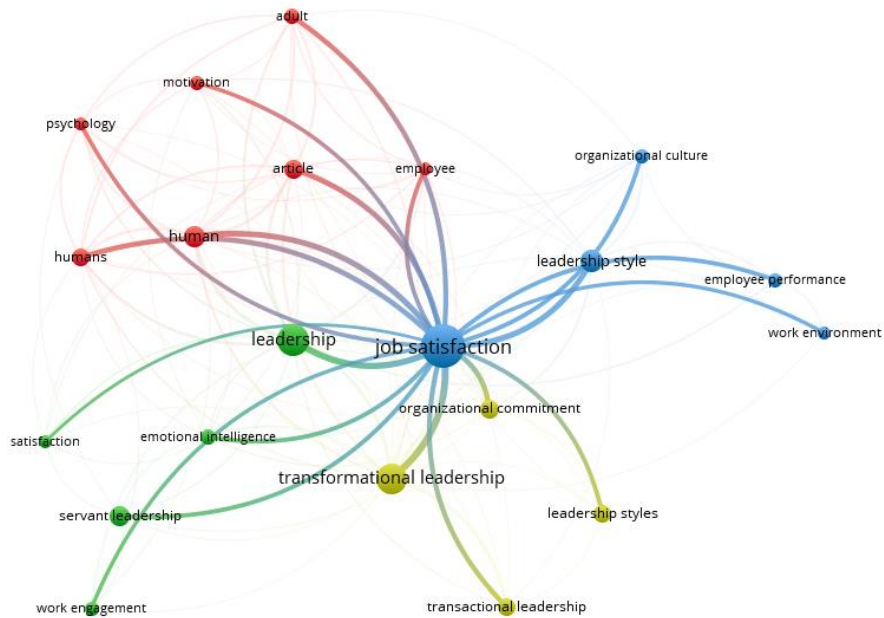 adult
motivation
psychology
organizational culture
article
employee
human
humans
leadership style
employee performance
work environment
leadership
job satisfaction
organizational commitment
satisfaction
emotional intelligence
transformational leadership
servant leadership
leadership styles
work engagement
transactional leadership